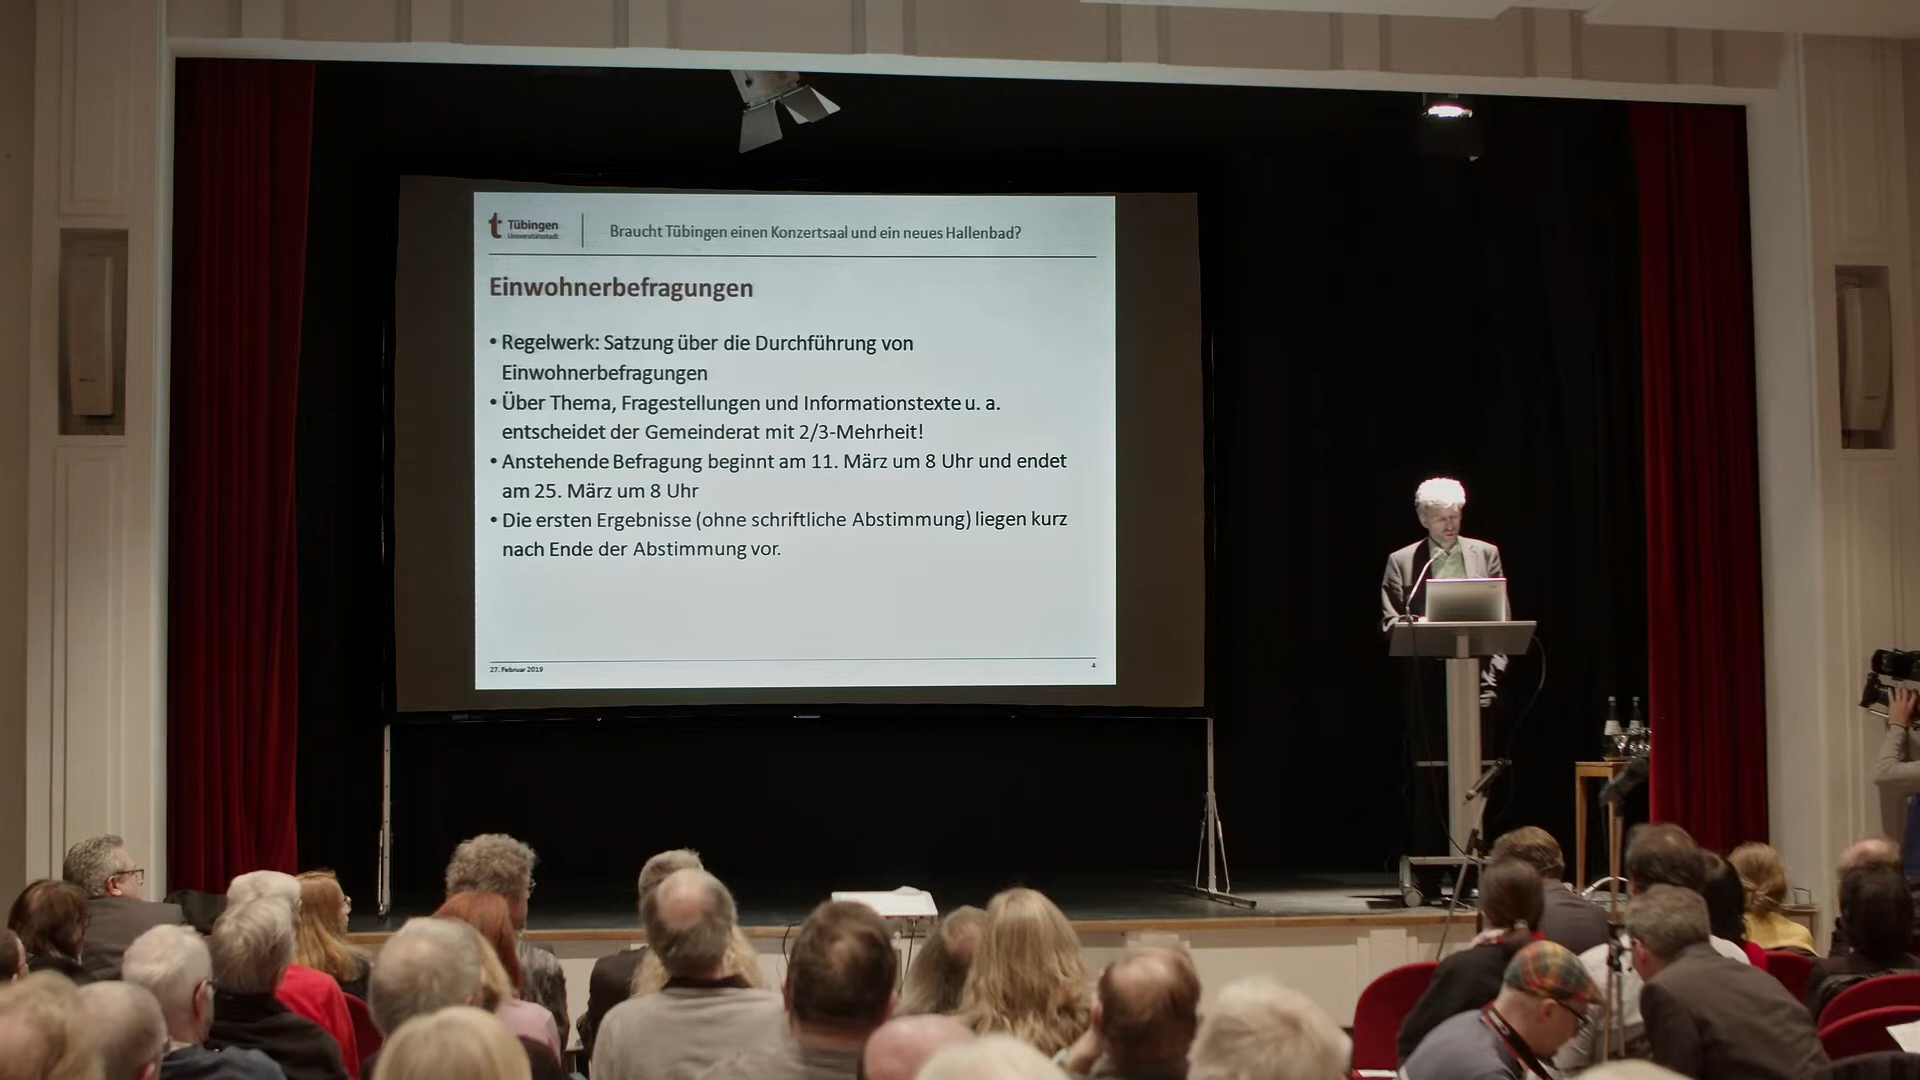 Tübingen
Universitätsstadt
Braucht Tübingen einen Konzertsaal und ein neues Hallenbad?
Einwohnerbefragungen
• Regelwerk: Satzung über die Durchführung von
Einwohnerbefragungen
• Über Thema, Fragestellungen und Informationstexte u. a.
entscheidet der Gemeinderat mit 2/3-Mehrheit!
• Anstehende Befragung beginnt am 11. März um 8 Uhr und endet
am 25. März um 8 Uhr
• Die ersten Ergebnisse (ohne schriftliche Abstimmung) liegen kurz
nach Ende der Abstimmung vor.
27. Februar 2019
4